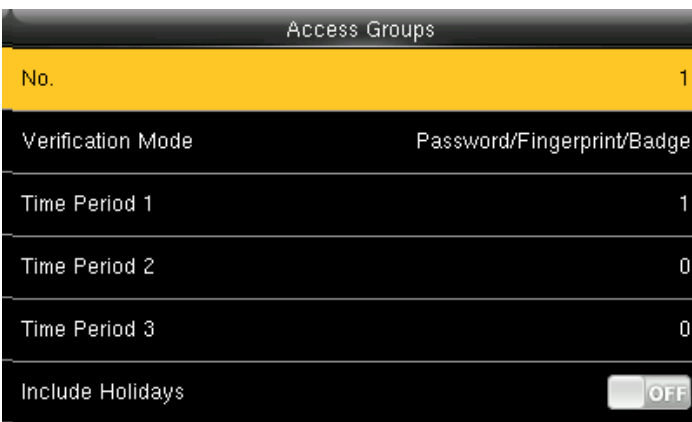 Access Groups
No. 1
Verification Mode Password/Fingerprint/Badge
Time Period 1 1
Time Period 2 0
Time Period 3 0
Include Holidays OFF